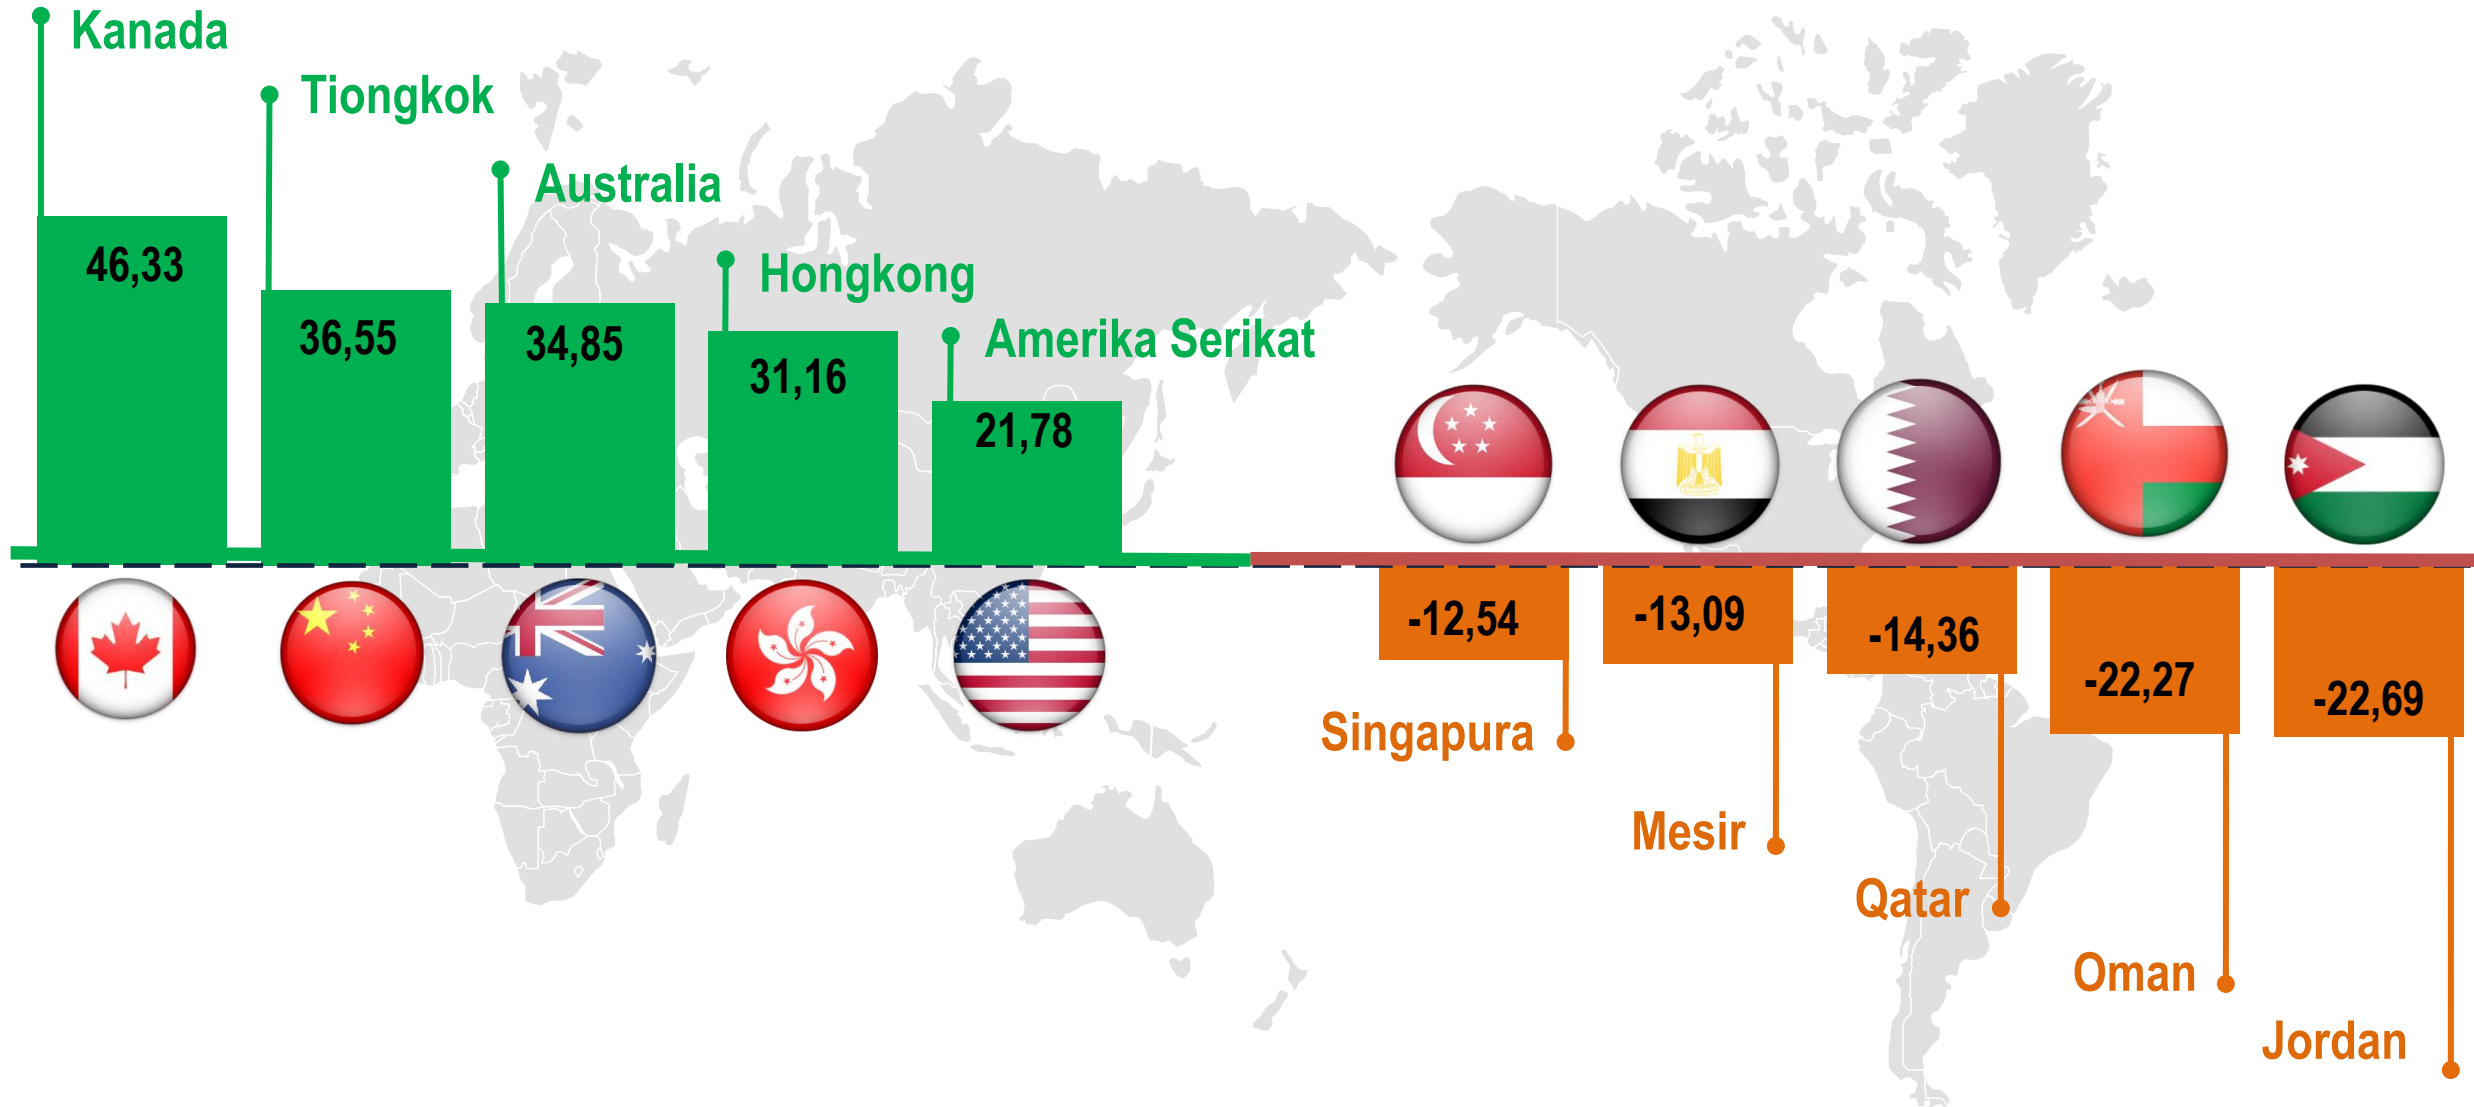 Kanada
46,33
Tiongkok
36,55
Australia
34,85
Hongkong
31,16
Amerika Serikat
21,78
-12,54
Singapura
-13,09
Mesir
-14,36
Qatar
-22,27
Oman
-22,69
Jordan